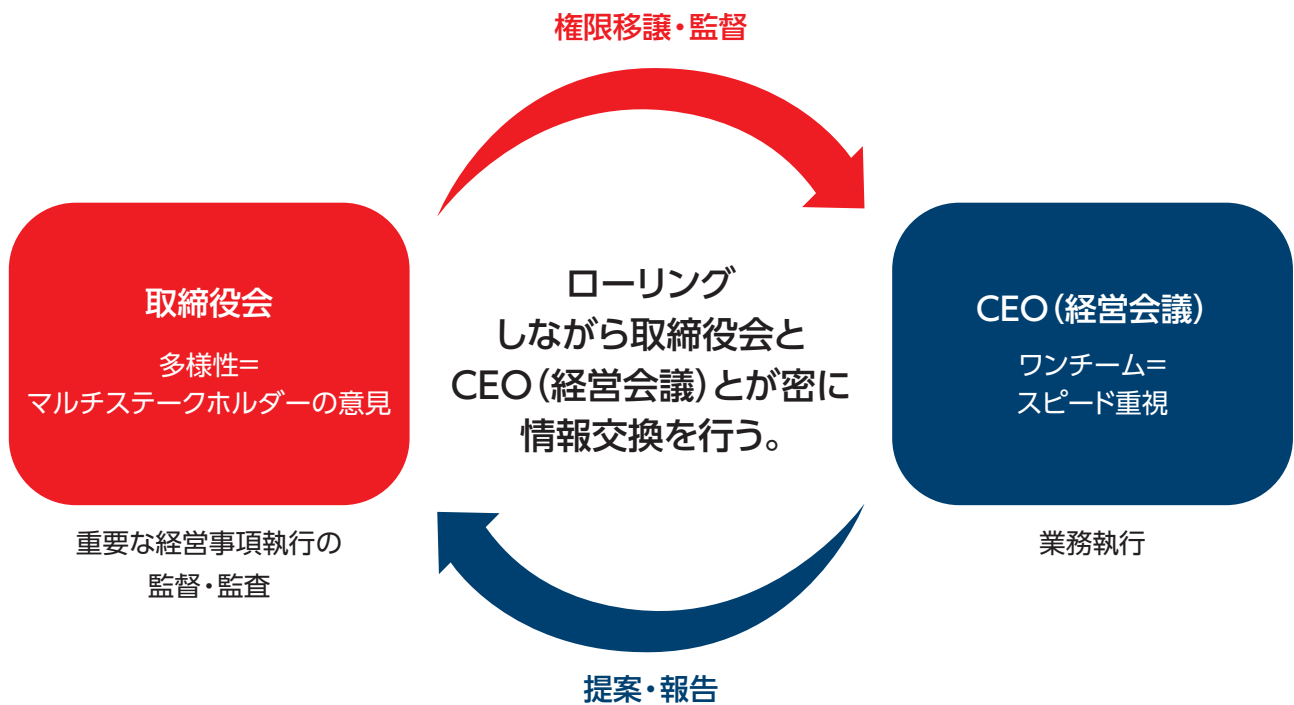 権限移譲・監督
取締役会
多様性=
マルチステークホルダーの意見
重要な経営事項執行の
監督・監査
ローリング
しながら取締役会と
CEO(経営会議)とが密に
情報交換を行う。
CEO(経営会議)
ワンチーム=
スピード重視
業務執行
提案・報告